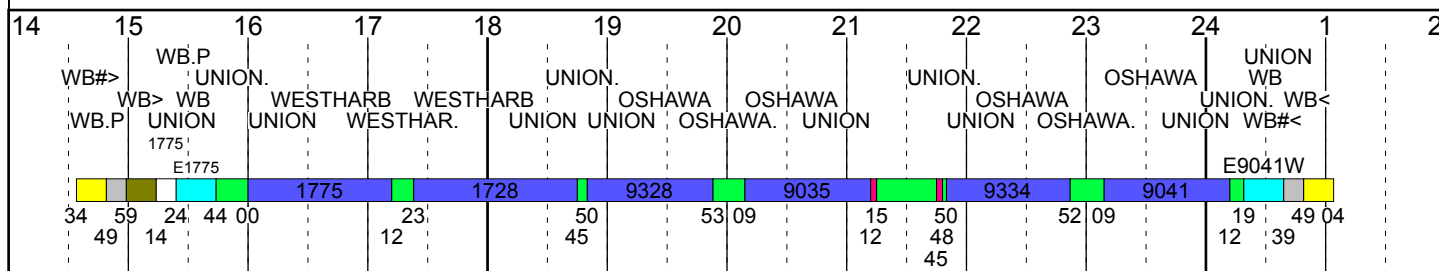 14 15 16 17 18 19 20 21 22 23 24 1 2
WB.P UNION
WB#> UNION. UNION. UNION. OSHAWA WB
WB> WB WESTHARB WESTHARB OSHAWA OSHAWA OSHAWA UNION. WB<
WB.P UNION UNION WESTHAR. UNION UNION OSHAWA. UNION UNION OSHAWA. UNION WB#<
1775
E1775 E9041W
1775 1728 9328 9035 9334 9041
34 59 24 44 00 23 50 53 09 15 50 52 09 19 49 04
49 14 12 45 12 48 12 39
45